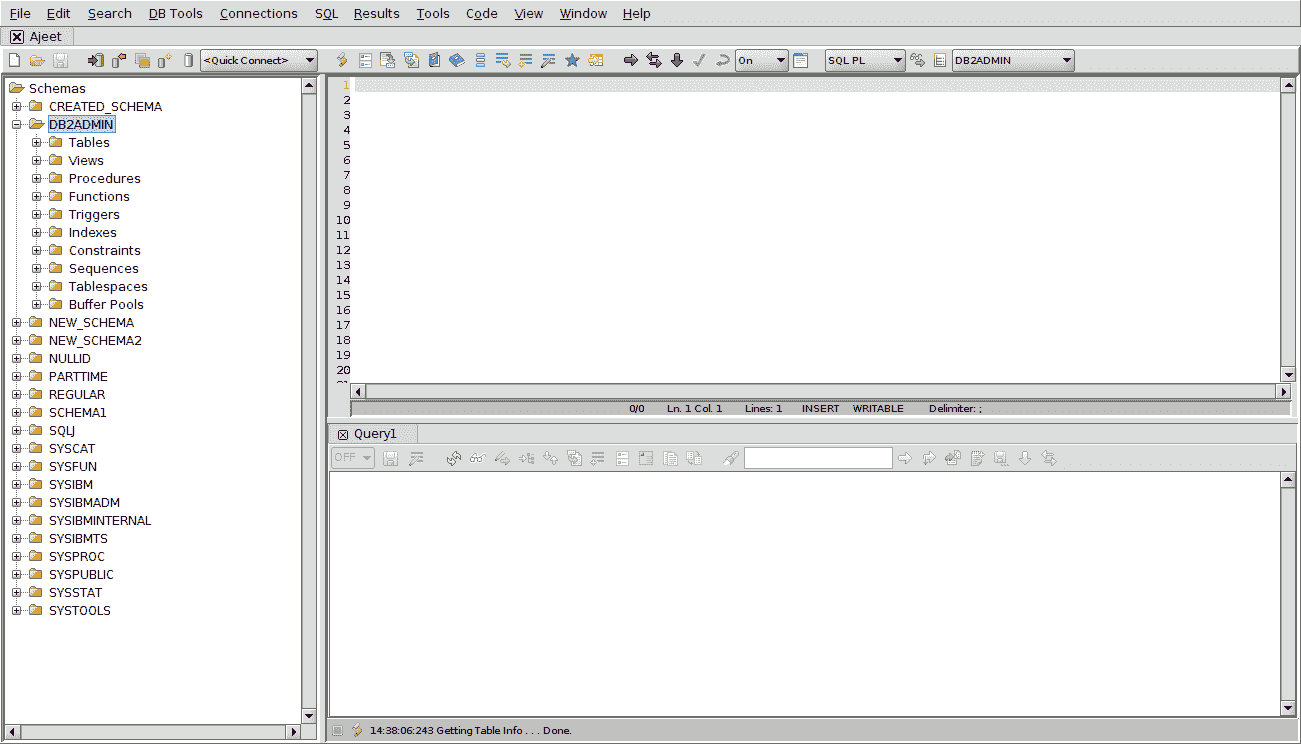 File Edit Search DB Tools Connections SQL Results Tools Code View Window Help
Ajeet
<Quick Connect> On SQL PL DB2ADMIN
Schemas
CREATED_SCHEMA
DB2ADMIN
Tables
Views
Procedures
Functions
Triggers
Indexes
Constraints
Sequences
Tablespaces
Buffer Pools
NEW_SCHEMA
NEW_SCHEMA2
NULLID
PARTTIME
REGULAR
SCHEMA1
SQLJ
SYSCAT
SYSFUN
SYSIBM
SYSIBMADM
SYSIBMINTERNAL
SYSIBMTS
SYSPROC
SYSPUBLIC
SYSSTAT
SYSTOOLS
1
2
3
4
5
6
7
8
9
10
11
12
13
14
15
16
17
18
19
20
0/0 Ln. 1 Col. 1 Lines: 1 INSERT WRITABLE Delimiter: ;
Query1
OFF
14:38:06:243 Getting Table Info . . . Done.